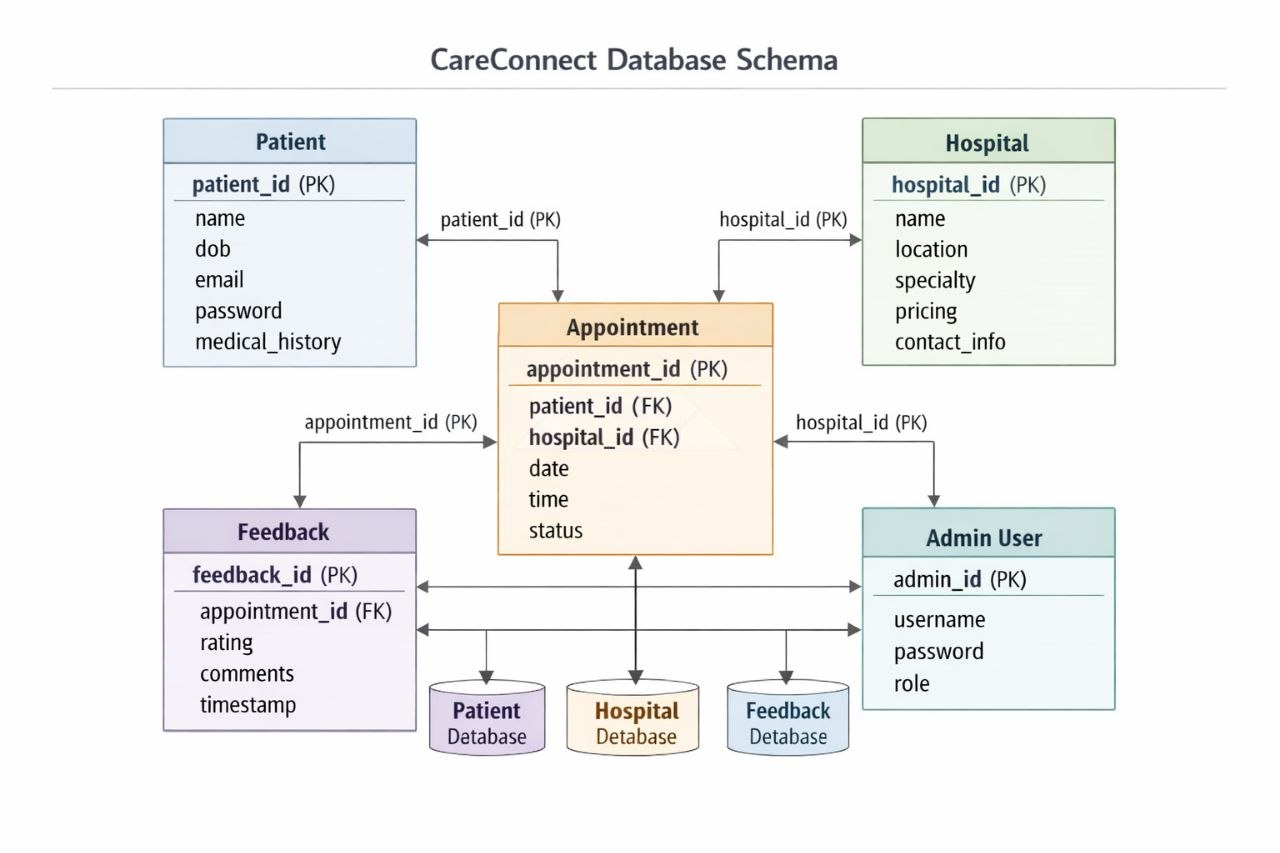 CareConnect Database Schema
Patient
patient_id (PK)
name
dob
email
password
medical_history
patient_id (PK)
hospital_id (PK)
Hospital
hospital_id (PK)
name
location
specialty
pricing
contact_info
Appointment
appointment_id (PK)
patient_id (FK)
hospital_id (FK)
date
time
status
appointment_id (PK)
hospital_id (PK)
Feedback
feedback_id (PK)
appointment_id (FK)
rating
comments
timestamp
Admin User
admin_id (PK)
username
password
role
Patient
Database
Hospital
Detabase
Feedback
Detabase